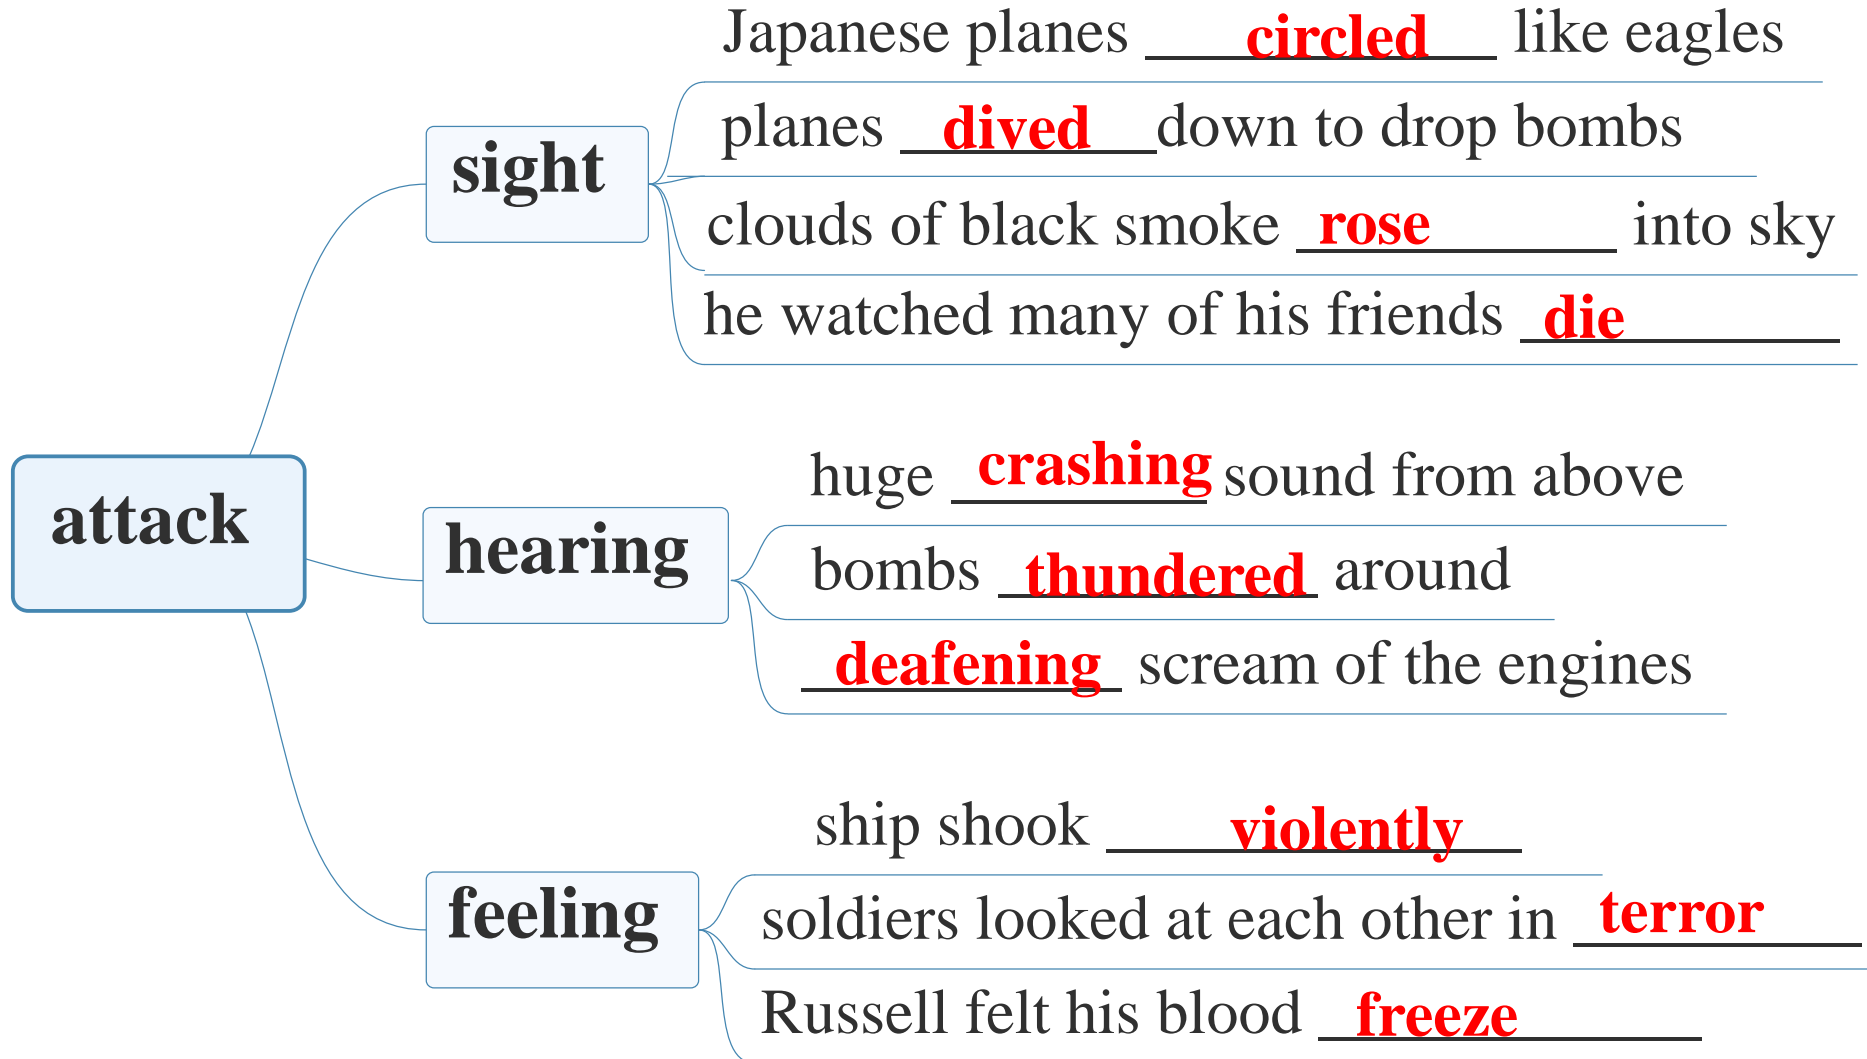 Japanese planes circled like eagles
planes dived down to drop bombs
sight
clouds of black smoke rose into sky
he watched many of his friends die
huge crashing sound from above
attack
hearing
bombs thundered around
deafening scream of the engines
ship shook violently
feeling
soldiers looked at each other in terror
Russell felt his blood freeze